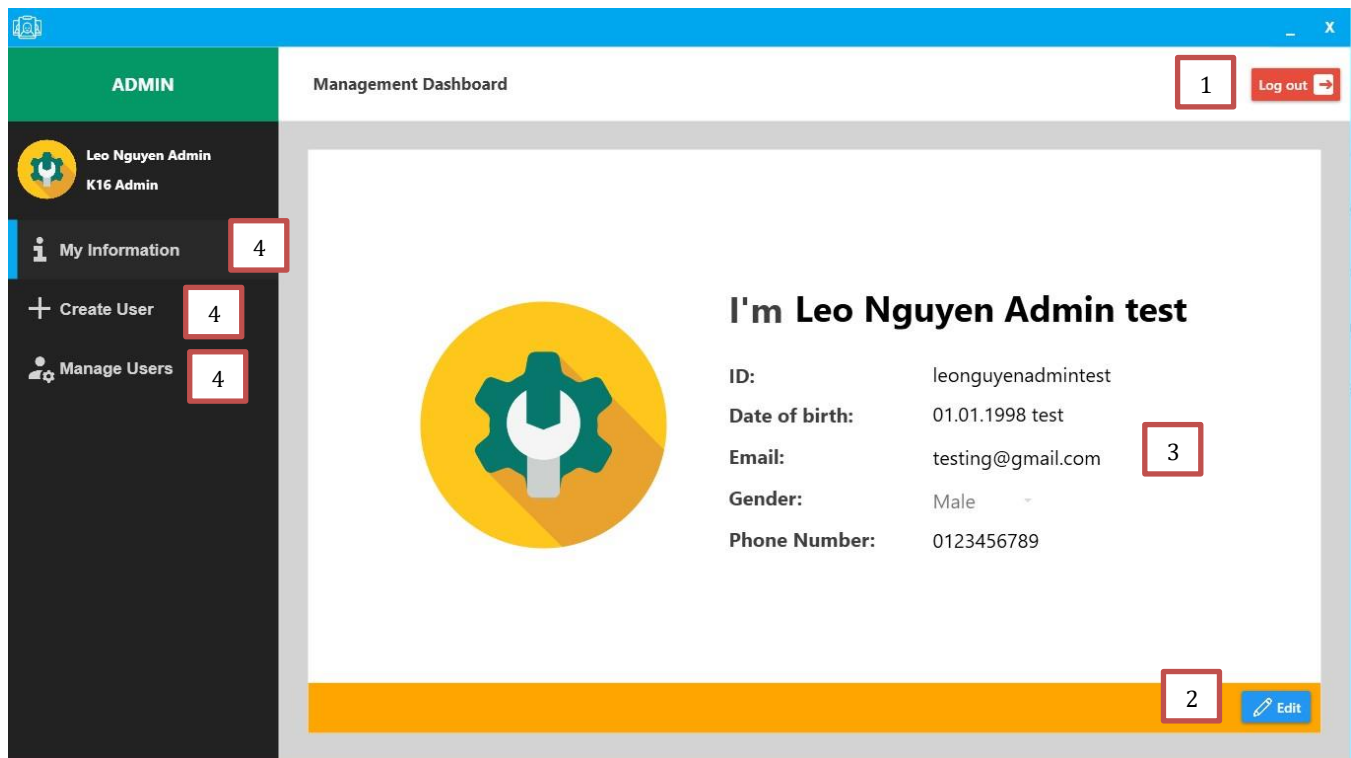 _ X
ADMIN
Management Dashboard
1
Log out
Leo Nguyen Admin
K16 Admin
My Information
4
Create User
4
Manage Users
4
I'm Leo Nguyen Admin test
ID: leonguyenadmintest
Date of birth: 01.01.1998 test
Email: testing@gmail.com
3
Gender: Male
Phone Number: 0123456789
2
Edit